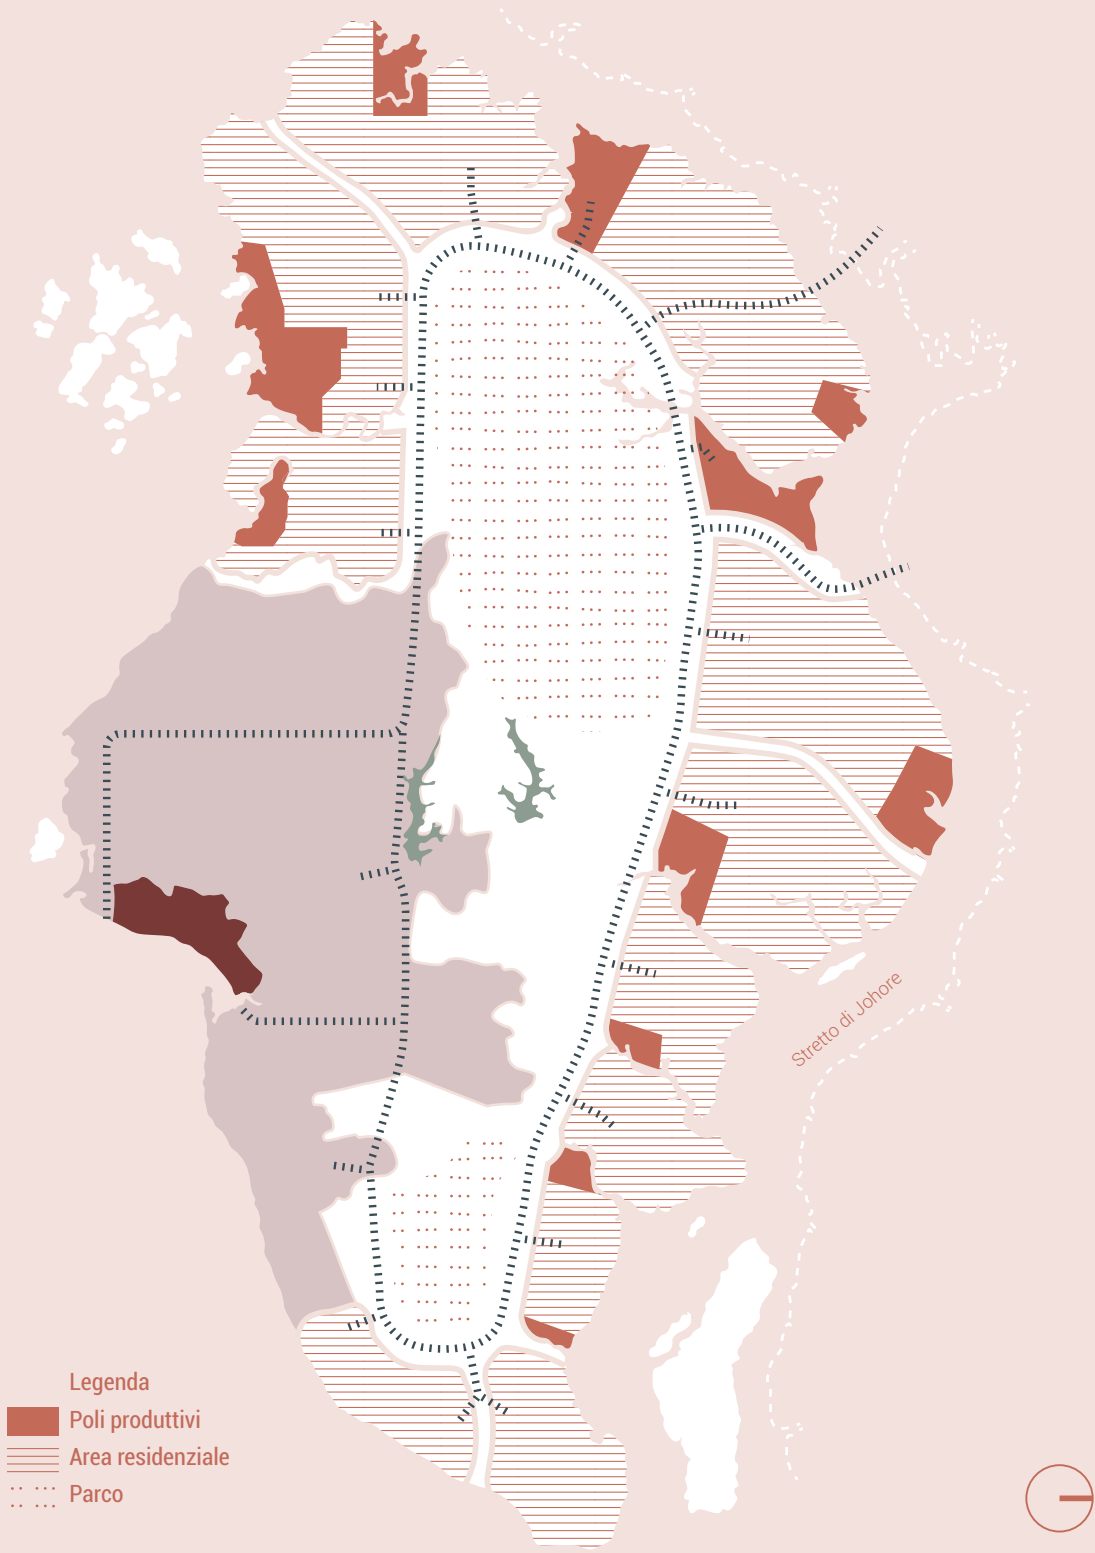 Stretto di Johore
Legenda
Poli produttivi
Area residenziale
Parco